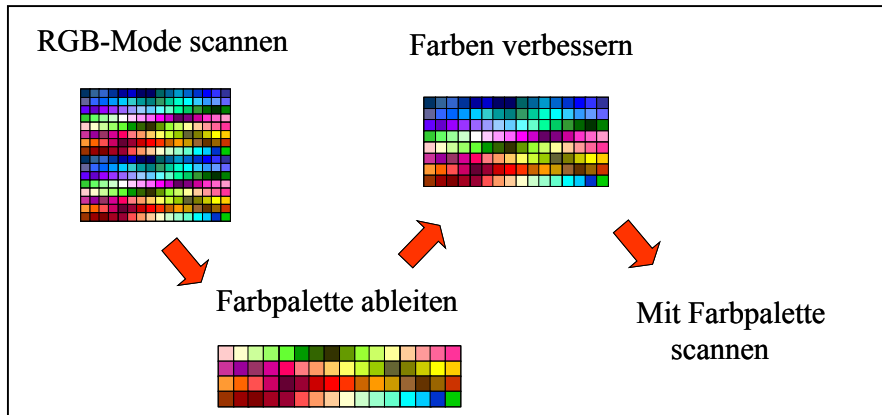 RGB-Mode scannen
Farbpalette ableiten
Farben verbessern
Mit Farbpalette
scannen